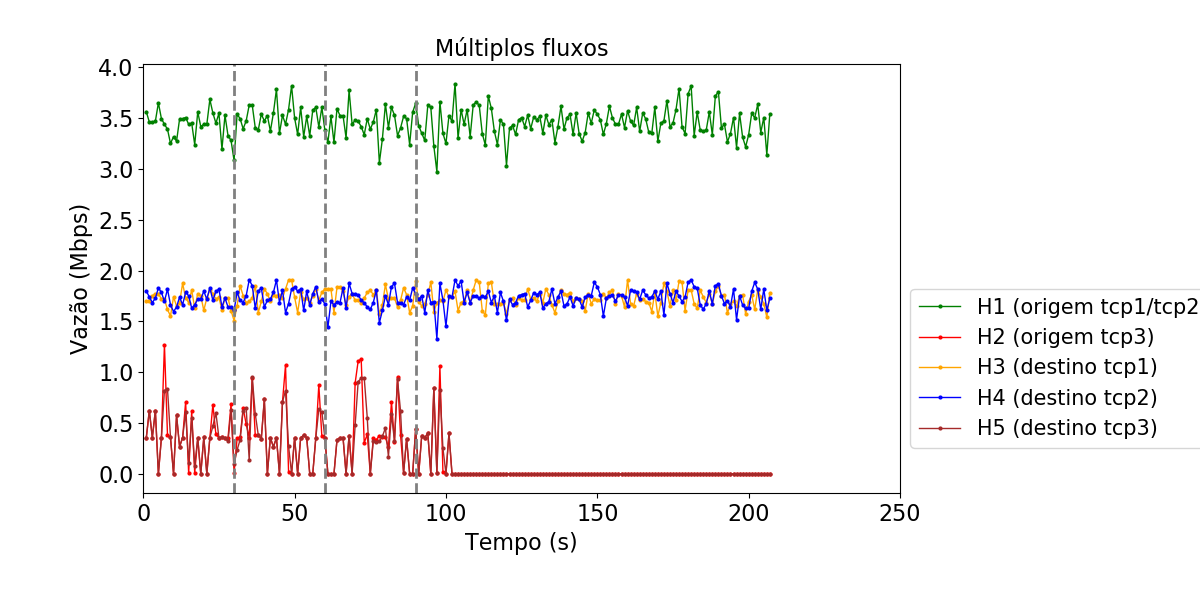 Múltiplos fluxos
Vazão (Mbps)
4.0
3.5
3.0
2.5
2.0
1.5
1.0
0.5
0.0
0 50 100 150 200 250
Tempo (s)
H1 (origem tcp1/tcp2
H2 (origem tcp3)
H3 (destino tcp1)
H4 (destino tcp2)
H5 (destino tcp3)